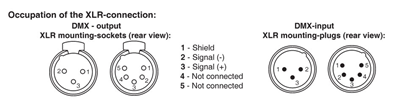 Occupation of the XLR-connection:
DMX - output
XLR mounting-sockets (rear view):
DMX-input
XLR mounting-plugs (rear view):
1 - Shield
2 - Signal (-)
3 - Signal (+)
4 - Not connected
5 - Not connected